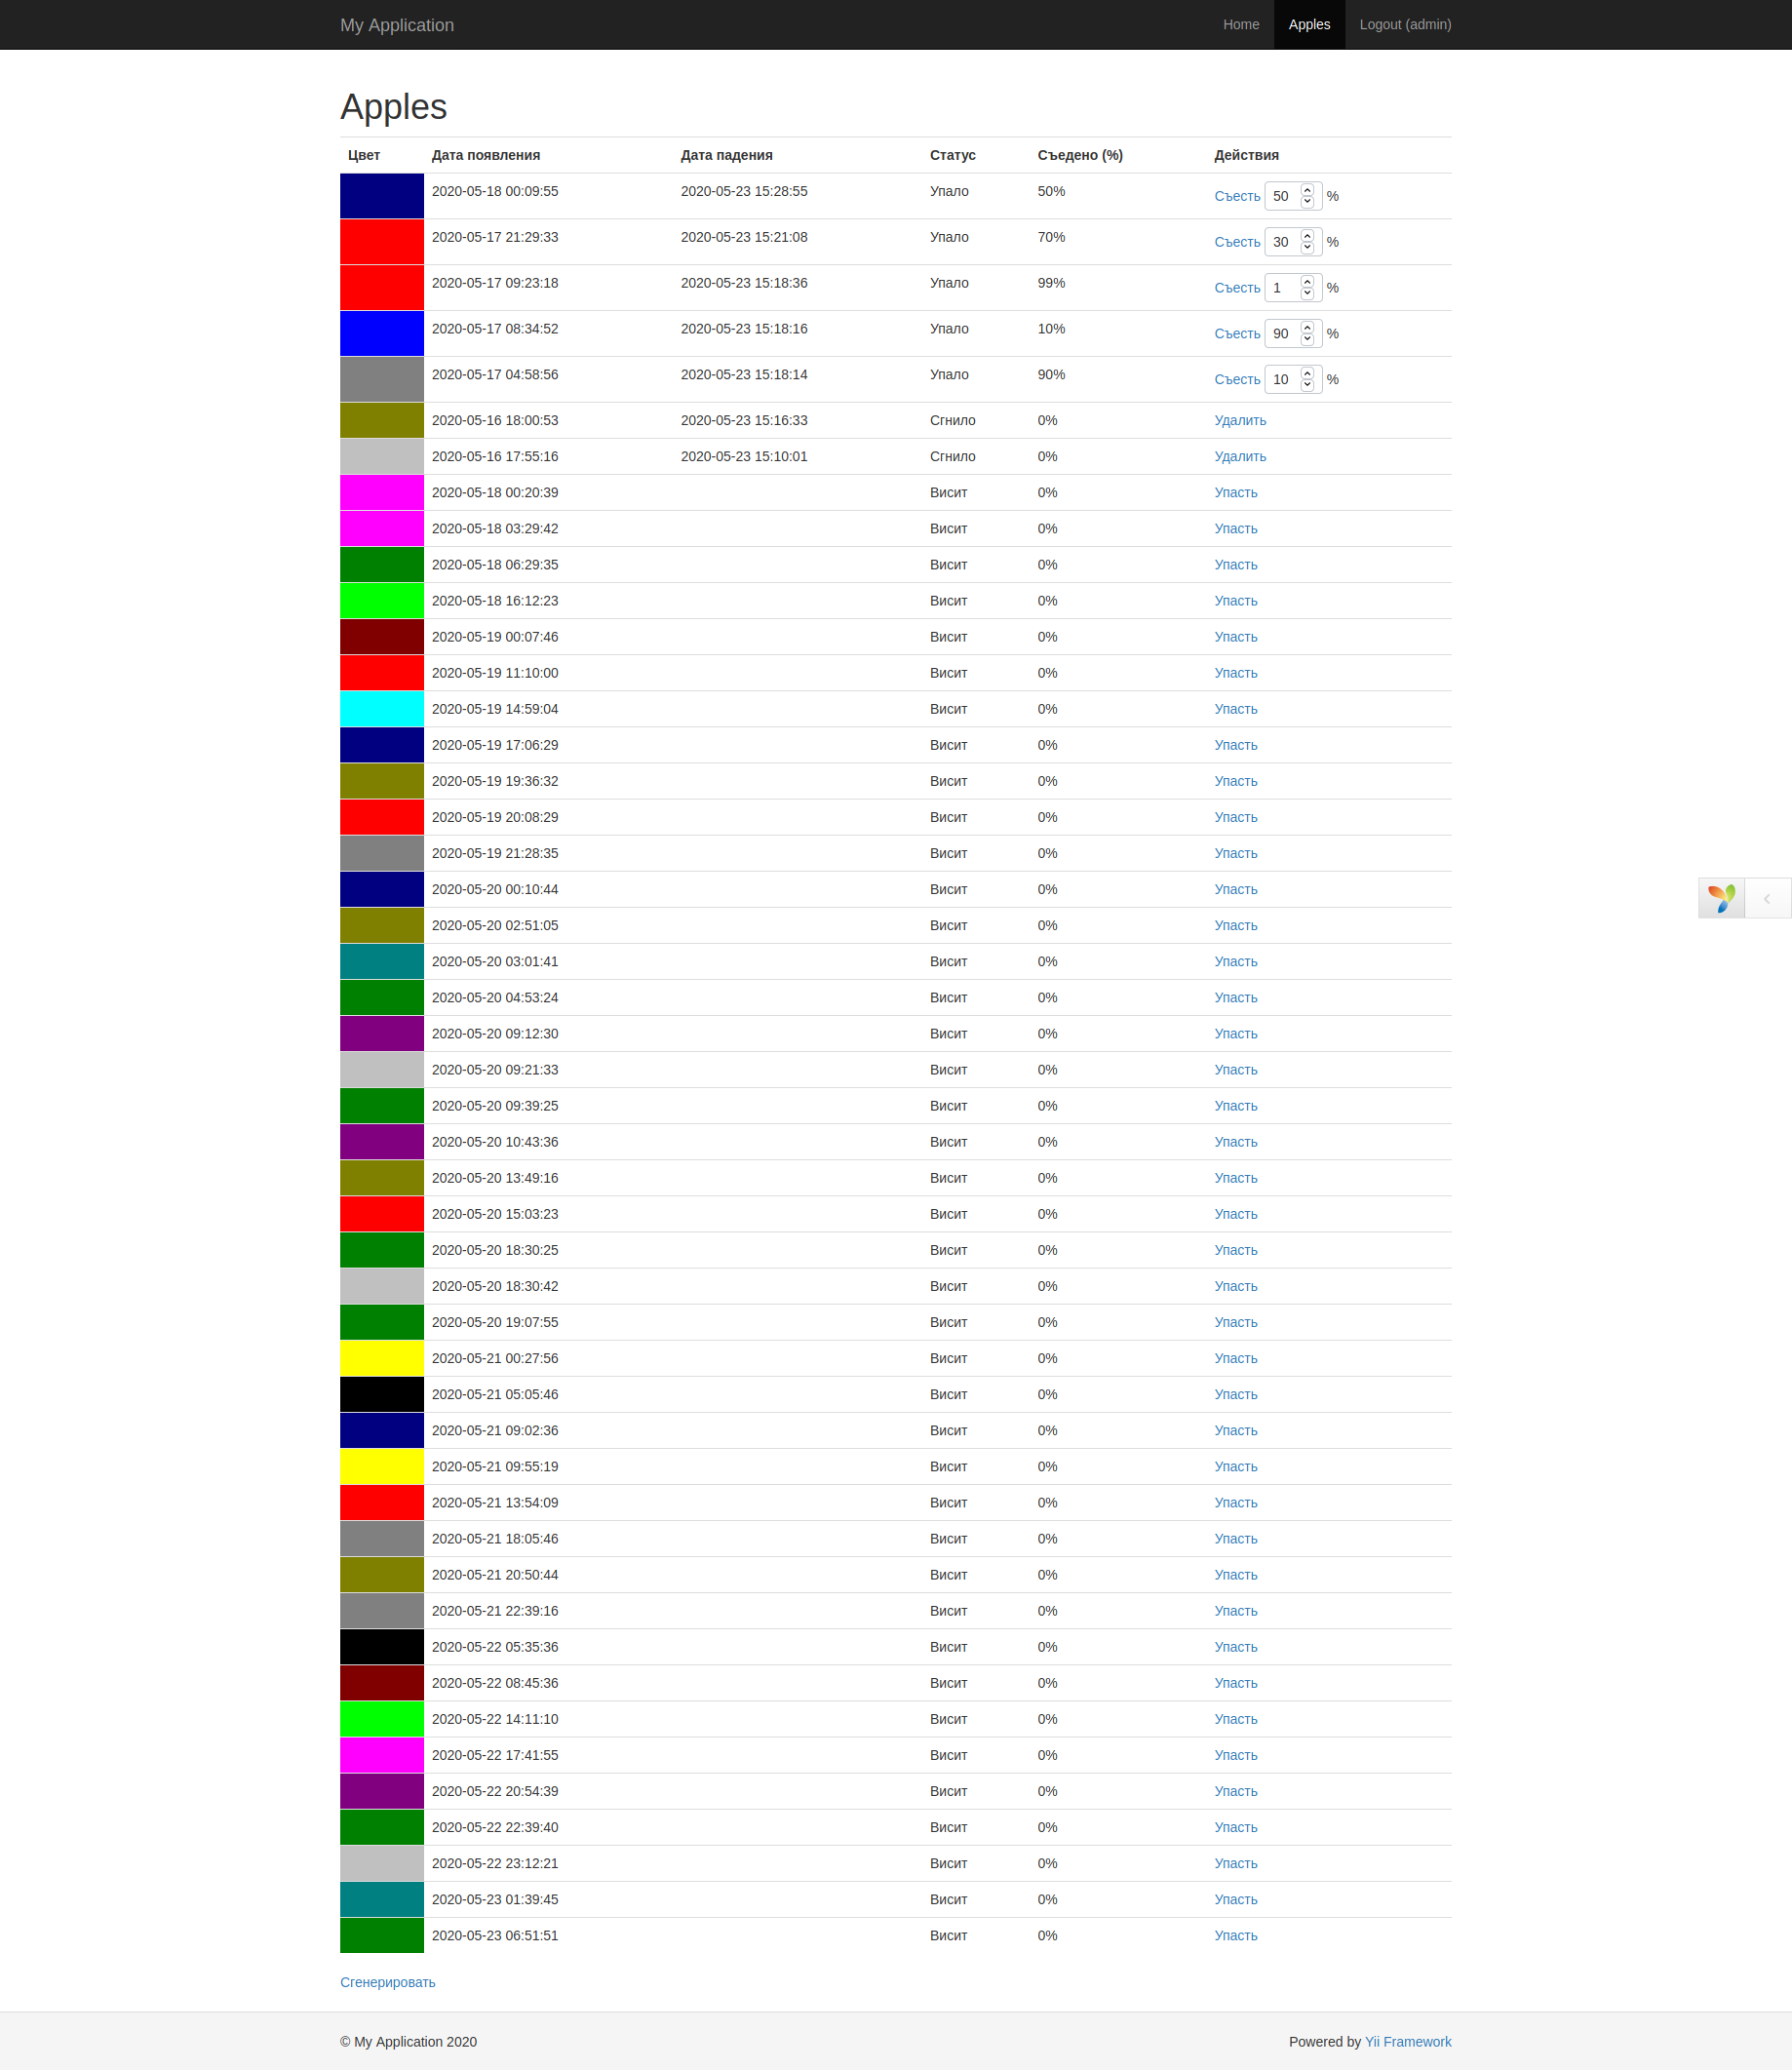 My Application Home Apples Logout (admin)
Apples
Цвет Дата появления Дата падения Статус Съедено (%) Действия
2020-05-18 00:09:55 2020-05-23 15:28:55 Упало 50% Съесть 50 %
2020-05-17 21:29:33 2020-05-23 15:21:08 Упало 70% Съесть 30 %
2020-05-17 09:23:18 2020-05-23 15:18:36 Упало 99% Съесть 1 %
2020-05-17 08:34:52 2020-05-23 15:18:16 Упало 10% Съесть 90 %
2020-05-17 04:58:56 2020-05-23 15:18:14 Упало 90% Съесть 10 %
2020-05-16 18:00:53 2020-05-23 15:16:33 Сгнило 0% Удалить
2020-05-16 17:55:16 2020-05-23 15:10:01 Сгнило 0% Удалить
2020-05-18 00:20:39 Висит 0% Упасть
2020-05-18 03:29:42 Висит 0% Упасть
2020-05-18 06:29:35 Висит 0% Упасть
2020-05-18 16:12:23 Висит 0% Упасть
2020-05-19 00:07:46 Висит 0% Упасть
2020-05-19 11:10:00 Висит 0% Упасть
2020-05-19 14:59:04 Висит 0% Упасть
2020-05-19 17:06:29 Висит 0% Упасть
2020-05-19 19:36:32 Висит 0% Упасть
2020-05-19 20:08:29 Висит 0% Упасть
2020-05-19 21:28:35 Висит 0% Упасть
2020-05-20 00:10:44 Висит 0% Упасть
2020-05-20 02:51:05 Висит 0% Упасть
2020-05-20 03:01:41 Висит 0% Упасть
2020-05-20 04:53:24 Висит 0% Упасть
2020-05-20 09:12:30 Висит 0% Упасть
2020-05-20 09:21:33 Висит 0% Упасть
2020-05-20 09:39:25 Висит 0% Упасть
2020-05-20 10:43:36 Висит 0% Упасть
2020-05-20 13:49:16 Висит 0% Упасть
2020-05-20 15:03:23 Висит 0% Упасть
2020-05-20 18:30:25 Висит 0% Упасть
2020-05-20 18:30:42 Висит 0% Упасть
2020-05-20 19:07:55 Висит 0% Упасть
2020-05-21 00:27:56 Висит 0% Упасть
2020-05-21 05:05:46 Висит 0% Упасть
2020-05-21 09:02:36 Висит 0% Упасть
2020-05-21 09:55:19 Висит 0% Упасть
2020-05-21 13:54:09 Висит 0% Упасть
2020-05-21 18:05:46 Висит 0% Упасть
2020-05-21 20:50:44 Висит 0% Упасть
2020-05-21 22:39:16 Висит 0% Упасть
2020-05-22 05:35:36 Висит 0% Упасть
2020-05-22 08:45:36 Висит 0% Упасть
2020-05-22 14:11:10 Висит 0% Упасть
2020-05-22 17:41:55 Висит 0% Упасть
2020-05-22 20:54:39 Висит 0% Упасть
2020-05-22 22:39:40 Висит 0% Упасть
2020-05-22 23:12:21 Висит 0% Упасть
2020-05-23 01:39:45 Висит 0% Упасть
2020-05-23 06:51:51 Висит 0% Упасть
Сгенерировать
© My Application 2020 Powered by Yii Framework